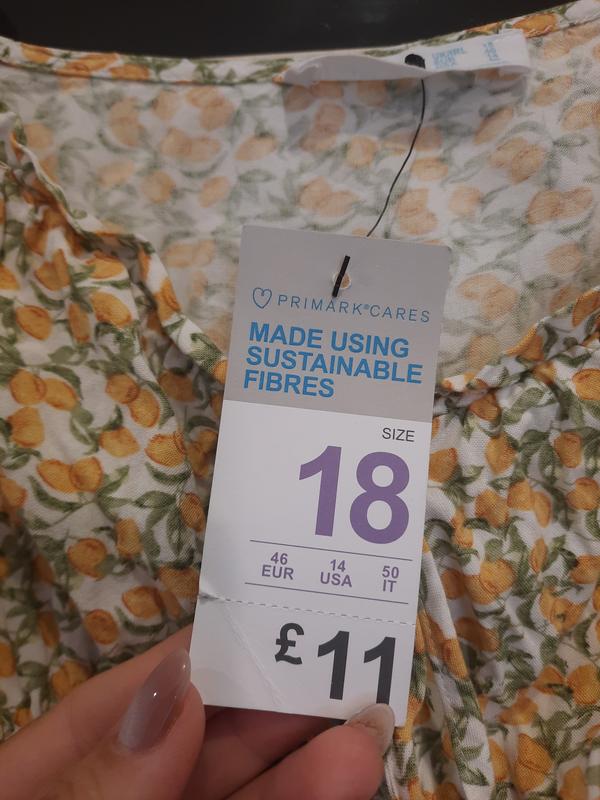 PRIMARK®CARES
MADE USING
SUSTAINABLE
FIBRES
SIZE
18
46 14 50
EUR USA IT
£11